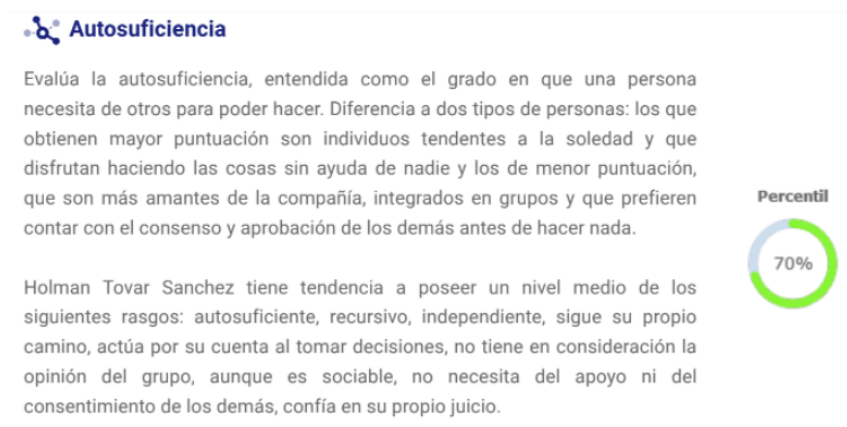 Autosuficiencia
Evalúa la autosuficiencia, entendida como el grado en que una persona
necesita de otros para poder hacer. Diferencia a dos tipos de personas: los que
obtienen mayor puntuación son individuos tendentes a la soledad y que
disfrutan haciendo las cosas sin ayuda de nadie y los de menor puntuación,
que son más amantes de la compañía, integrados en grupos y que prefieren
contar con el consenso y aprobación de los demás antes de hacer nada.
Percentil
70%
Holman Tovar Sanchez tiene tendencia a poseer un nivel medio de los
siguientes rasgos: autosuficiente, recursivo, independiente, sigue su propio
camino, actúa por su cuenta al tomar decisiones, no tiene en consideración la
opinión del grupo, aunque es sociable, no necesita del apoyo ni del
consentimiento de los demás, confía en su propio juicio.